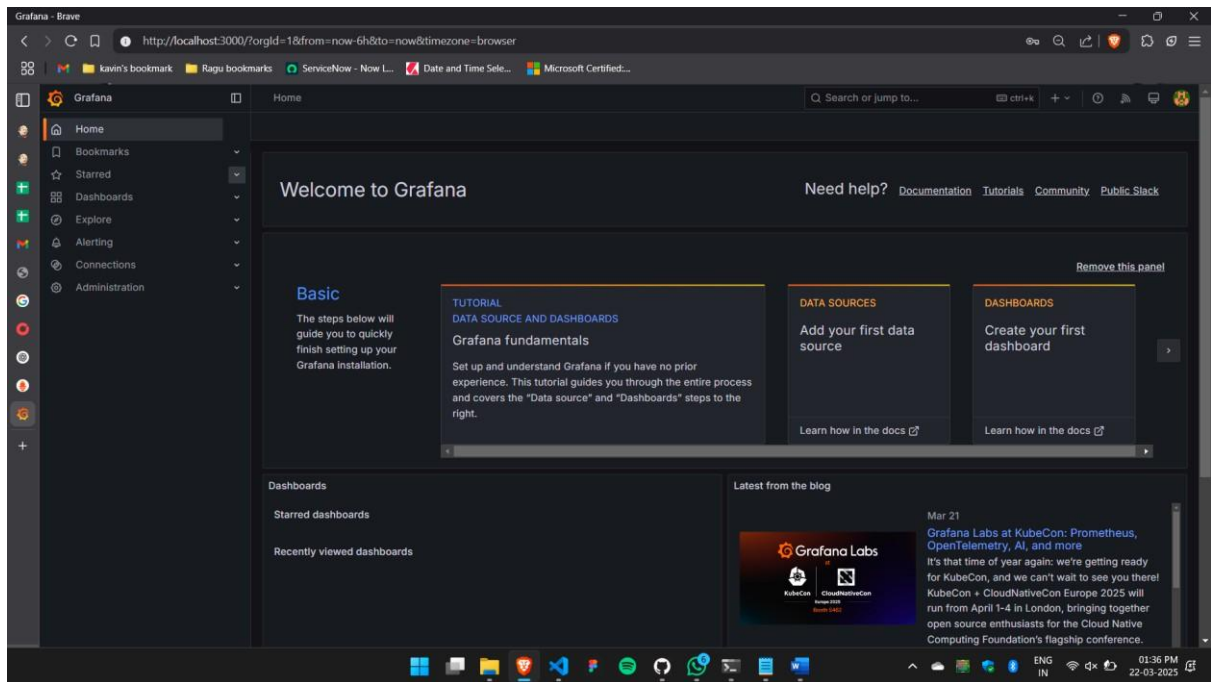 Grafana - Brave
http://localhost:3000/?orgId=1&from=now-6h&to=now&timezone=browser
kavin's bookmark
Ragu bookmarks
ServiceNow - Now L...
Date and Time Sele...
Microsoft Certified:...
Grafana
Home
Search or jump to...
ctrl+k
Home
Bookmarks
Starred
Dashboards
Explore
Alerting
Connections
Administration
Welcome to Grafana
Need help?
Documentation
Tutorials
Community
Public Slack
Remove this panel
Basic
The steps below will
guide you to quickly
finish setting up your
Grafana installation.
TUTORIAL
DATA SOURCE AND DASHBOARDS
Grafana fundamentals
Set up and understand Grafana if you have no prior
experience. This tutorial guides you through the entire process
and covers the “Data source” and “Dashboards” steps to the
right.
DATA SOURCES
Add your first data
source
Learn how in the docs
DASHBOARDS
Create your first
dashboard
Learn how in the docs
Dashboards
Starred dashboards
Recently viewed dashboards
Latest from the blog
Grafana Labs
at
KubeCon
CloudNativeCon
Europe 2025
Mar 21
Grafana Labs at KubeCon: Prometheus,
OpenTelemetry, AI, and more
It's that time of year again: we're getting ready
for KubeCon, and we can't wait to see you there!
KubeCon + CloudNativeCon Europe 2025 will
run from April 1-4 in London, bringing together
open source enthusiasts for the Cloud Native
Computing Foundation's flagship conference.
ENG
IN
01:36 PM
22-03-2025